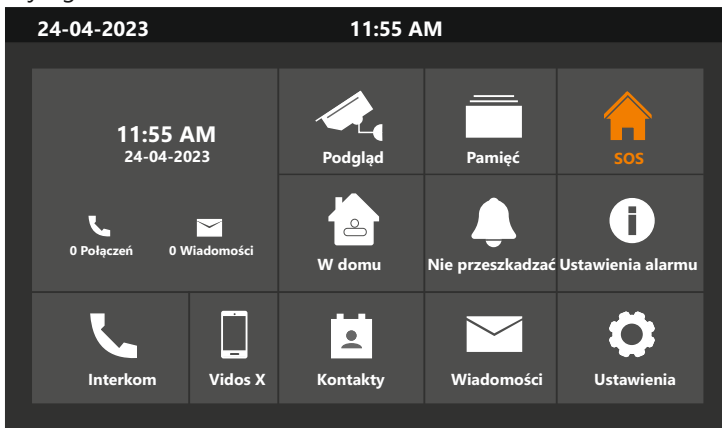 24-04-2023 11:55 AM
11:55 AM
24-04-2023
0 Połączeń 0 Wiadomości
Podgląd Pamięć SOS
W domu Nie przeszkadzać Ustawienia alarmu
Interkom Vidos X Kontakty Wiadomości Ustawienia